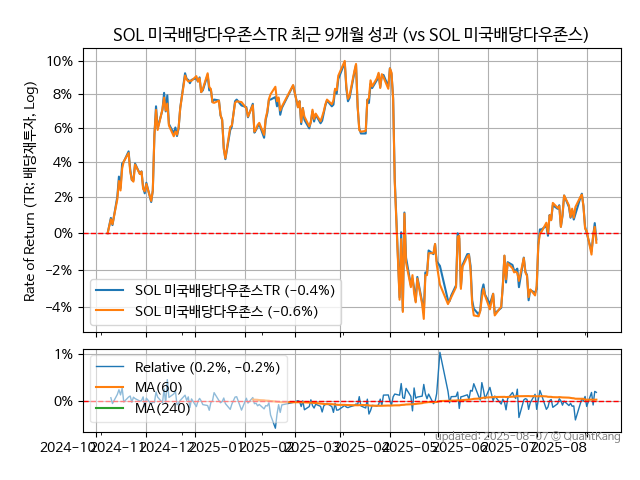 SOL 미국배당다우존스TR 최근 9개월 성과 (vs SOL 미국배당다우존스)
Rate of Return (TR: 배당재투자, Log)
10%
8%
6%
4%
2%
0%
−2%
−4%
SOL 미국배당다우존스TR (−0.4%)
SOL 미국배당다우존스 (−0.6%)
1%
0%
Relative (0.2%, −0.2%)
MA(60)
MA(240)
2024−10
2024−11
2024−12
2025−01
2025−02
2025−03
2025−04
2025−05
2025−06
2025−07
2025−08
updated: 2025-08-07 © QuantKang